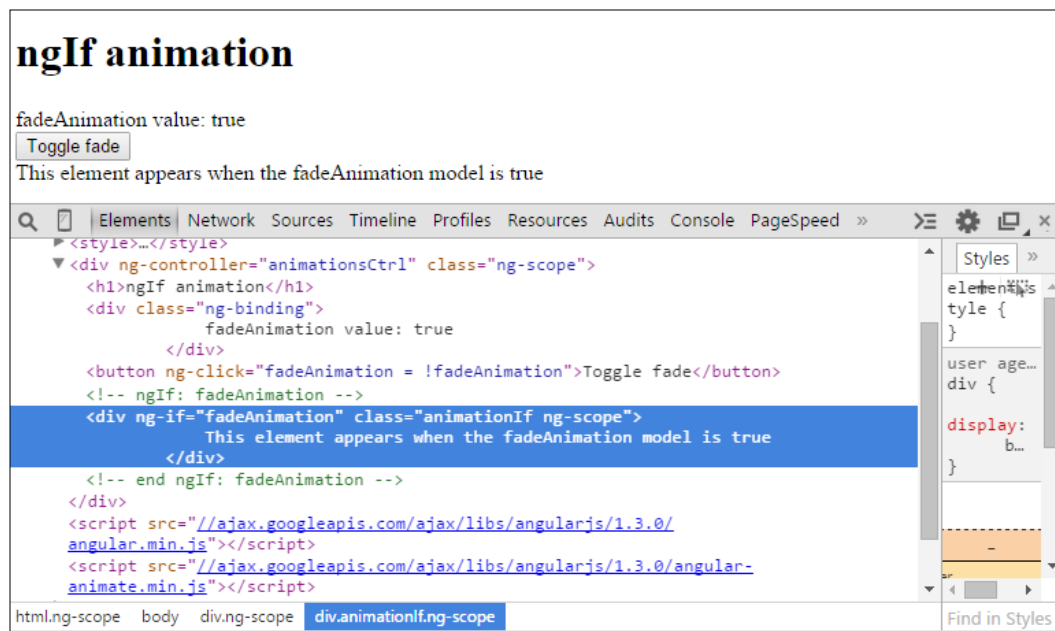 ngIf animation
fadeAnimation value: true
Toggle fade
This element appears when the fadeAnimation model is true
Elements Network Sources Timeline Profiles Resources Audits Console PageSpeed »
<style>…</style>
<div ng-controller="animationsCtrl" class="ng-scope">
<h1>ngIf animation</h1>
<div class="ng-binding">
fadeAnimation value: true
</div>
<button ng-click="fadeAnimation = !fadeAnimation">Toggle fade</button>
<!-- ngIf: fadeAnimation -->
<div ng-if="fadeAnimation" class="animationIf ng-scope">
This element appears when the fadeAnimation model is true
</div>
<!-- end ngIf: fadeAnimation -->
</div>
<script src="//ajax.googleapis.com/ajax/libs/angularjs/1.3.0/
angular.min.js"></script>
<script src="//ajax.googleapis.com/ajax/libs/angularjs/1.3.0/angular-
animate.min.js"></script>
html.ng-scope body div.ng-scope div.animationIf.ng-scope
Styles »
tyle {
}
user age…
div {
display:
b…
}
–
Find in Styles